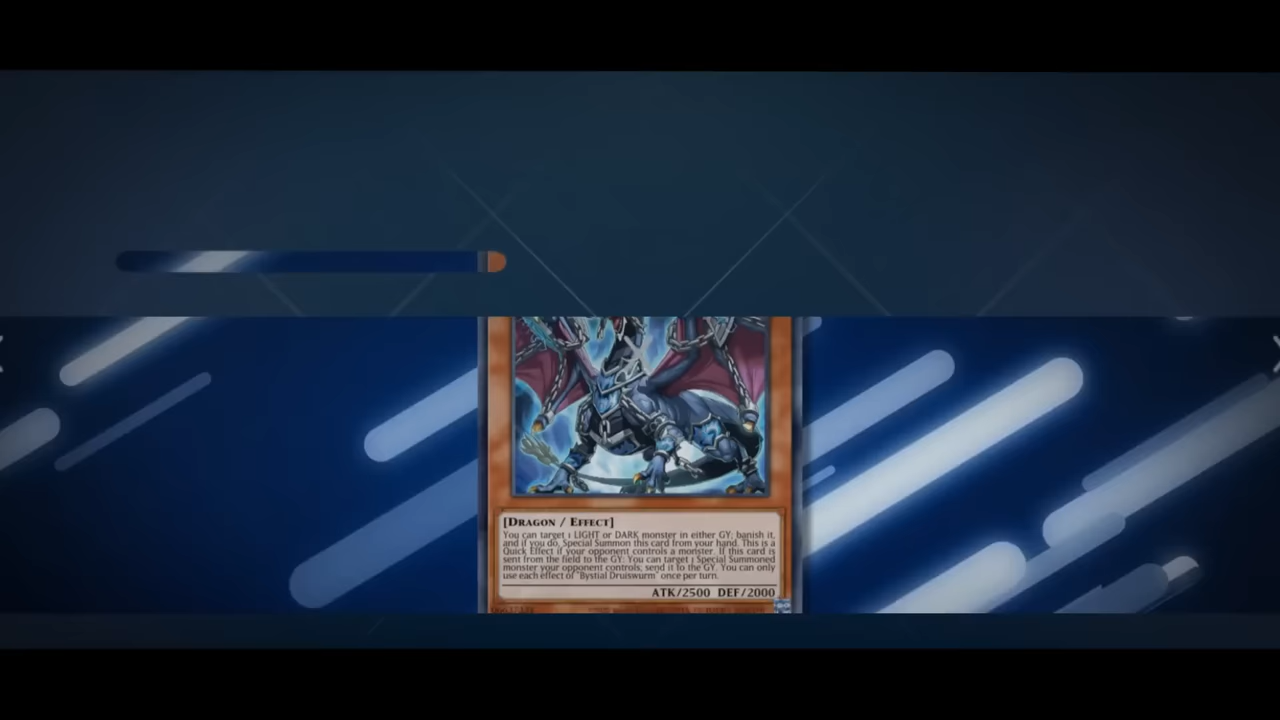 [Dragon / Effect]
You can target 1 LIGHT or DARK monster in either GY; banish it,
and if you do, Special Summon this card from your hand. This is a
Quick Effect if your opponent controls a monster. If this card is
sent from the field to the GY: You can target 1 Special Summoned
monster your opponent controls; send it to the GY. You can only
use each effect of "Bystial Druiswurm" once per turn.
ATK/2500 DEF/2000